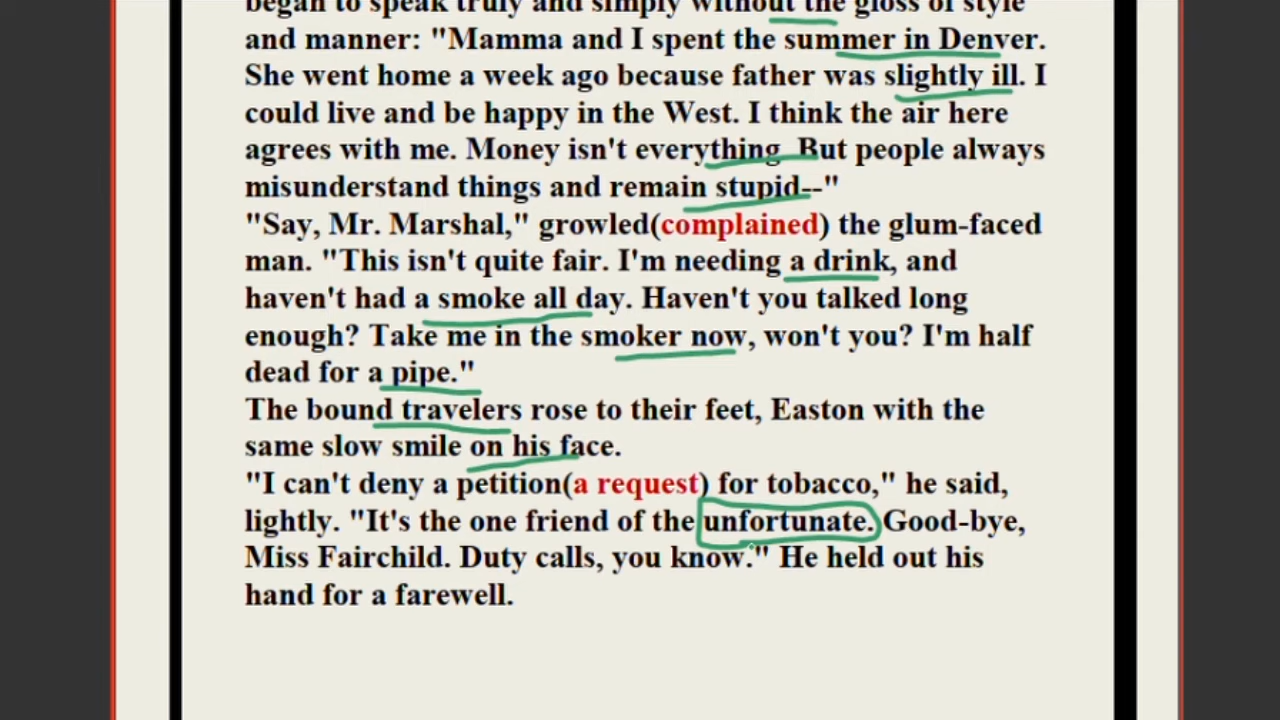 began to speak truly and simply without the gloss of style
and manner: "Mamma and I spent the summer in Denver.
She went home a week ago because father was slightly ill. I
could live and be happy in the West. I think the air here
agrees with me. Money isn't everything. But people always
misunderstand things and remain stupid--"
"Say, Mr. Marshal," growled(complained) the glum-faced
man. "This isn't quite fair. I'm needing a drink, and
haven't had a smoke all day. Haven't you talked long
enough? Take me in the smoker now, won't you? I'm half
dead for a pipe."
The bound travelers rose to their feet, Easton with the
same slow smile on his face.
"I can't deny a petition(a request) for tobacco," he said,
lightly. "It's the one friend of the unfortunate. Good-bye,
Miss Fairchild. Duty calls, you know." He held out his
hand for a farewell.